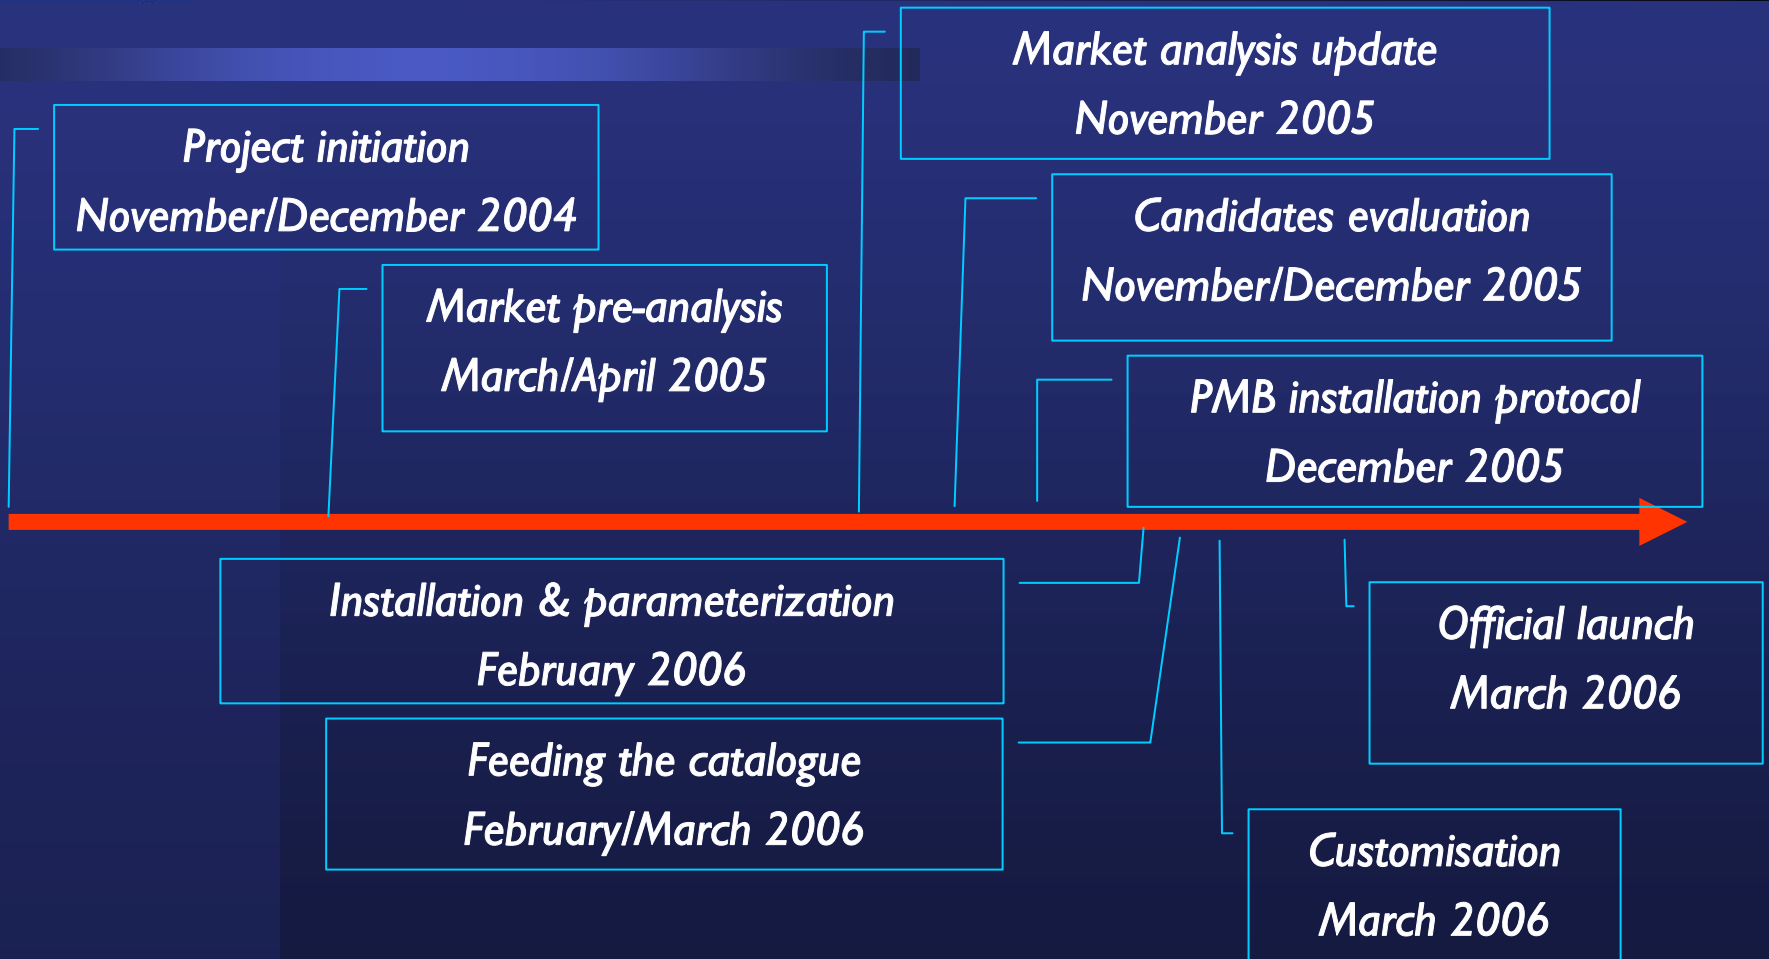 Project initiation
November/December 2004
Market pre-analysis
March/April 2005
Market analysis update
November 2005
Candidates evaluation
November/December 2005
PMB installation protocol
December 2005
Installation & parameterization
February 2006
Feeding the catalogue
February/March 2006
Customisation
March 2006
Official launch
March 2006